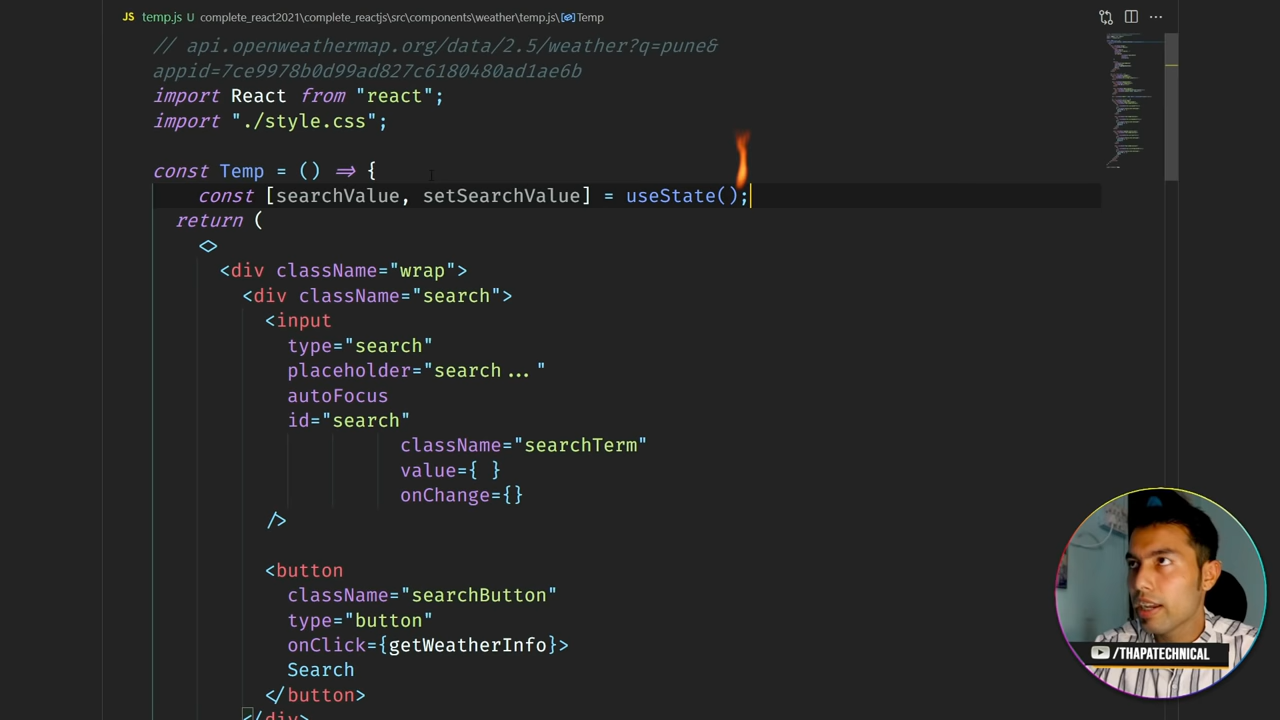 JS temp.js U complete_react2021\complete_reactjs\src\components\weather\temp.js\Temp
// api.openweathermap.org/data/2.5/weather?q=pune&
appid=7ce9978b0d99ad827c6180480ad1ae6b
import React from "react";
import "./style.css";
const Temp = () => {
const [searchValue, setSearchValue] = useState();
return (
<>
<div className="wrap">
<div className="search">
<input
type="search"
placeholder="search..."
autoFocus
id="search"
className="searchTerm"
value={ }
onChange={}
/>
<button
className="searchButton"
type="button"
onClick={getWeatherInfo}>
Search
</button>
</div>
/THAPATECHNICAL